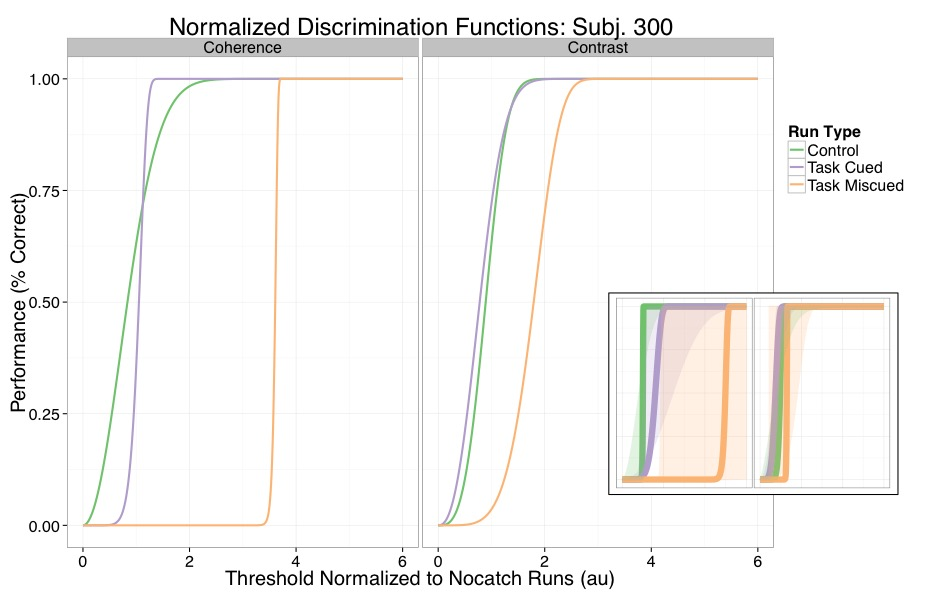 Normalized Discrimination Functions: Subj. 300
Coherence
Contrast
Performance (% Correct)
1.00
0.75
0.50
0.25
0.00
0 2 4 6
0 2 4 6
Threshold Normalized to Nocatch Runs (au)
Run Type
Control
Task Cued
Task Miscued